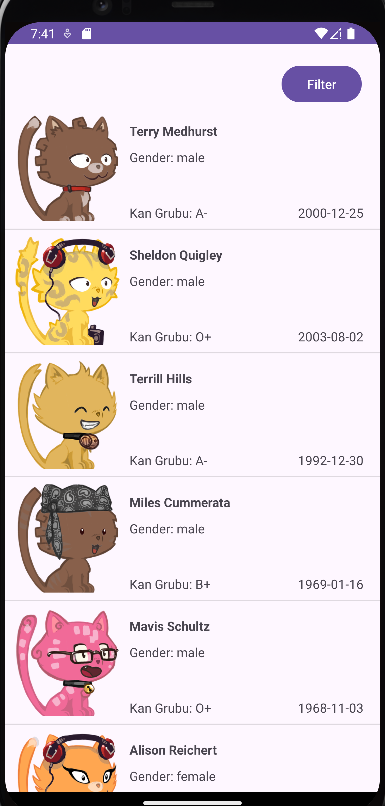 7:41
Filter
Terry Medhurst
Gender: male
Kan Grubu: A- 2000-12-25
Sheldon Quigley
Gender: male
Kan Grubu: O+ 2003-08-02
Terrill Hills
Gender: male
Kan Grubu: A- 1992-12-30
Miles Cummerata
Gender: male
Kan Grubu: B+ 1969-01-16
Mavis Schultz
Gender: male
Kan Grubu: O+ 1968-11-03
Alison Reichert
Gender: female